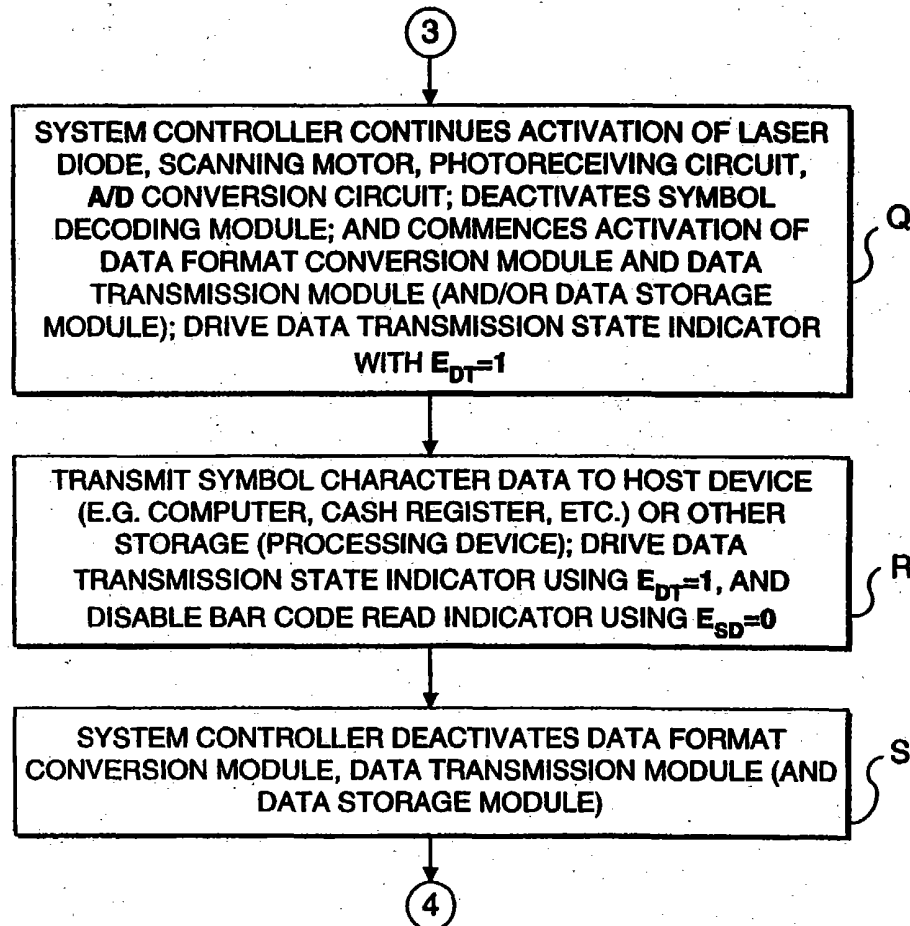 3
SYSTEM CONTROLLER CONTINUES ACTIVATION OF LASER
DIODE, SCANNING MOTOR, PHOTORECEIVING CIRCUIT,
A/D CONVERSION CIRCUIT; DEACTIVATES SYMBOL
DECODING MODULE; AND COMMENCES ACTIVATION OF
DATA FORMAT CONVERSION MODULE AND DATA
TRANSMISSION MODULE (AND/OR DATA STORAGE
MODULE); DRIVE DATA TRANSMISSION STATE INDICATOR
WITH EDT=1
Q
TRANSMIT SYMBOL CHARACTER DATA TO HOST DEVICE
(E.G. COMPUTER, CASH REGISTER, ETC.) OR OTHER
STORAGE (PROCESSING DEVICE); DRIVE DATA
TRANSMISSION STATE INDICATOR USING EDT=1, AND
DISABLE BAR CODE READ INDICATOR USING ESD=0
R
SYSTEM CONTROLLER DEACTIVATES DATA FORMAT
CONVERSION MODULE, DATA TRANSMISSION MODULE (AND
DATA STORAGE MODULE)
S
4